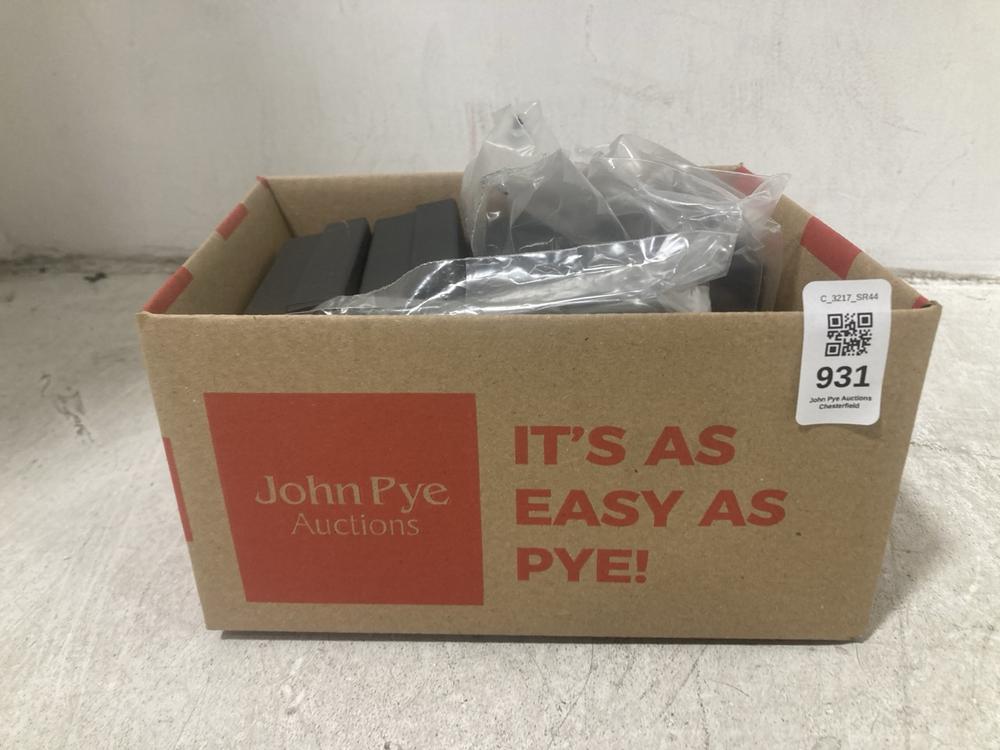 C_3217_SR44
931
John Pye Auctions
Chesterfield
John Pye
Auctions
IT'S AS
EASY AS
PYE!